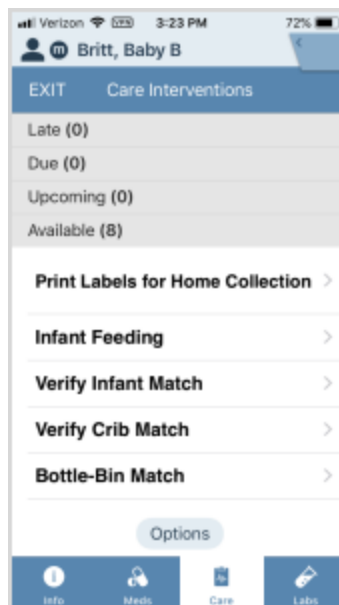 Verizon VPN 3:23 PM 72%
m Britt, Baby B
EXIT Care Interventions
Late (0)
Due (0)
Upcoming (0)
Available (8)
Print Labels for Home Collection
Infant Feeding
Verify Infant Match
Verify Crib Match
Bottle-Bin Match
Options
Info Meds Care Labs